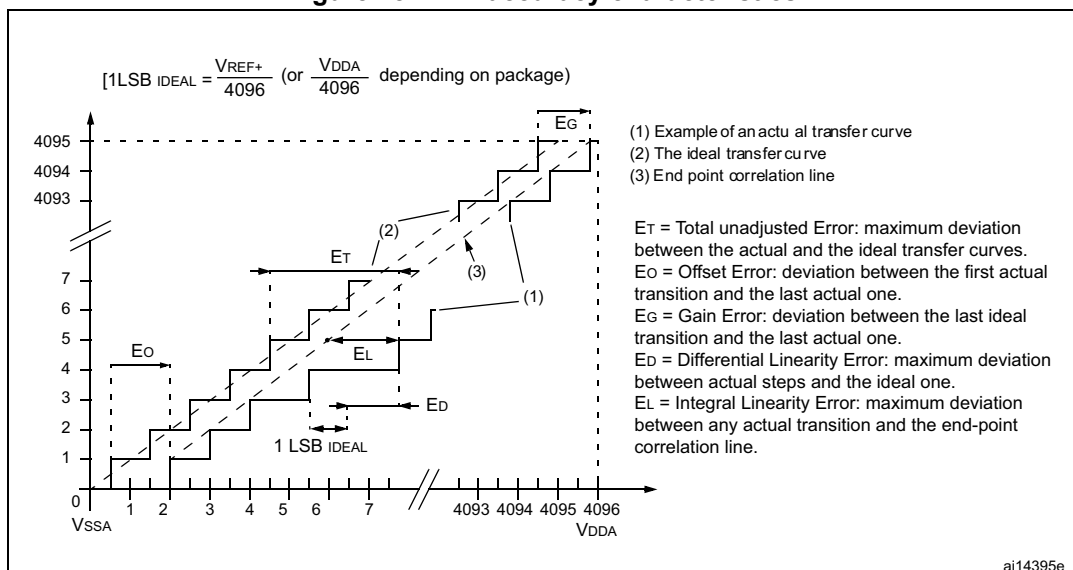 [1LSB IDEAL = VREF+ / 4096 (or VDDA / 4096 depending on package)
EG
(1) Example of an actu al transfer curve
(2) The ideal transfer cu rve
(3) End point correlation line
4095
4094
4093
(2)
ET
(3)
7
(1)
6
5
EO
EL
4
3
ED
2
1 LSB IDEAL
1
0
1 2 3 4 5 6 7 4093 4094 4095 4096
VSSA
VDDA
ET = Total unadjusted Error: maximum deviation
between the actual and the ideal transfer curves.
EO = Offset Error: deviation between the first actual
transition and the last actual one.
EG = Gain Error: deviation between the last ideal
transition and the last actual one.
ED = Differential Linearity Error: maximum deviation
between actual steps and the ideal one.
EL = Integral Linearity Error: maximum deviation
between any actual transition and the end-point
correlation line.
ai14395e